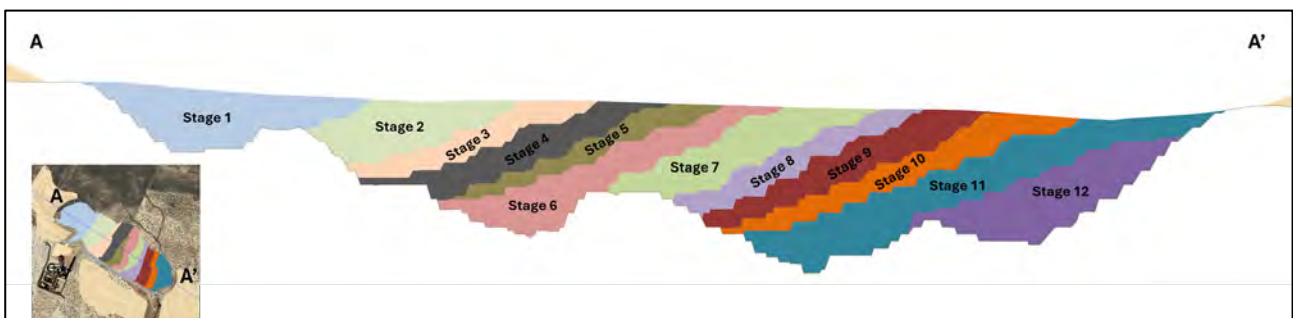 A
A'
Stage 1
Stage 2
Stage 3
Stage 4
Stage 5
Stage 6
Stage 7
Stage 8
Stage 9
Stage 10
Stage 11
Stage 12
A
A'